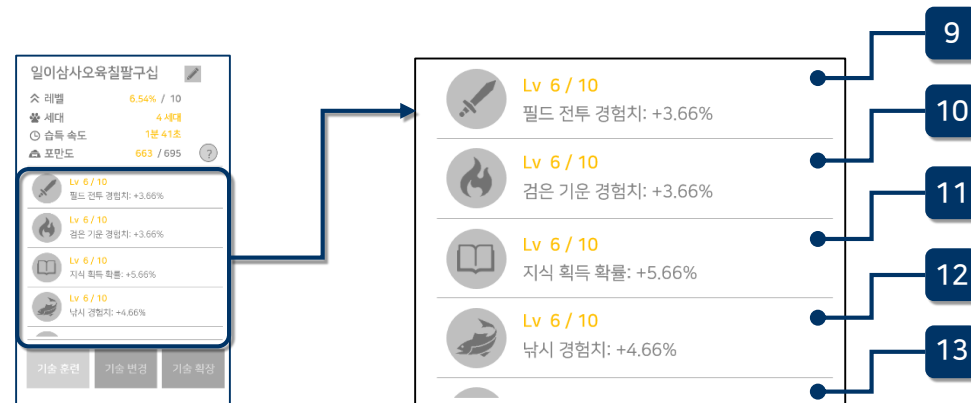 일이삼사오육칠팔구십
레벨 6.54% / 10
세대 4 세대
습득 속도 1분 41초
포만도 663 / 695 ?
Lv 6 / 10
필드 전투 경험치: +3.66%
Lv 6 / 10
검은 기운 경험치: +3.66%
Lv 6 / 10
지식 획득 확률: +5.66%
Lv 6 / 10
낚시 경험치: +4.66%
기술 훈련 기술 변경 기술 확장
Lv 6 / 10
필드 전투 경험치: +3.66%
Lv 6 / 10
검은 기운 경험치: +3.66%
Lv 6 / 10
지식 획득 확률: +5.66%
Lv 6 / 10
낚시 경험치: +4.66%
9
10
11
12
13